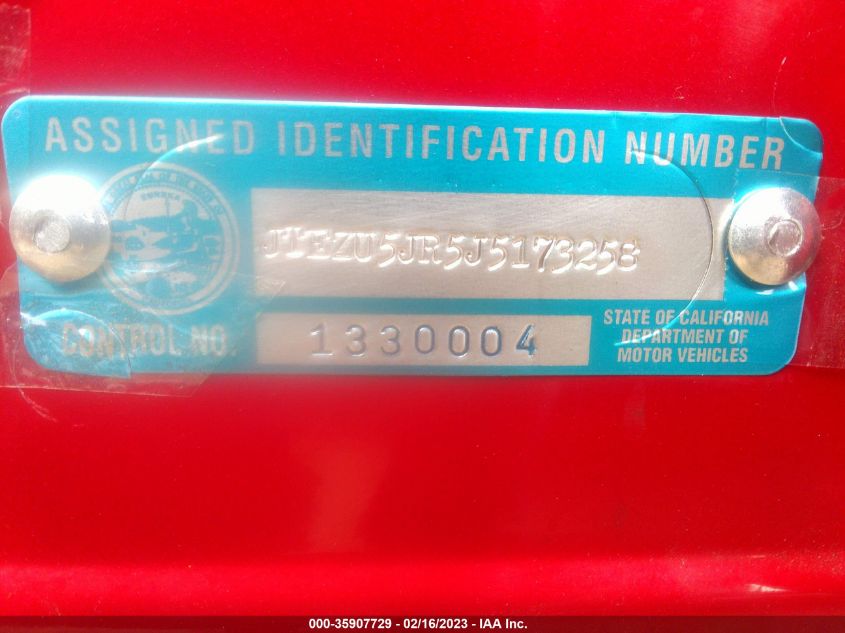 ASSIGNED IDENTIFICATION NUMBER
EUREKA
JTEZU5JR5J5173258
CONTROL NO.
1330004
STATE OF CALIFORNIA
DEPARTMENT OF
MOTOR VEHICLES
000-35907729 - 02/16/2023 - IAA Inc.